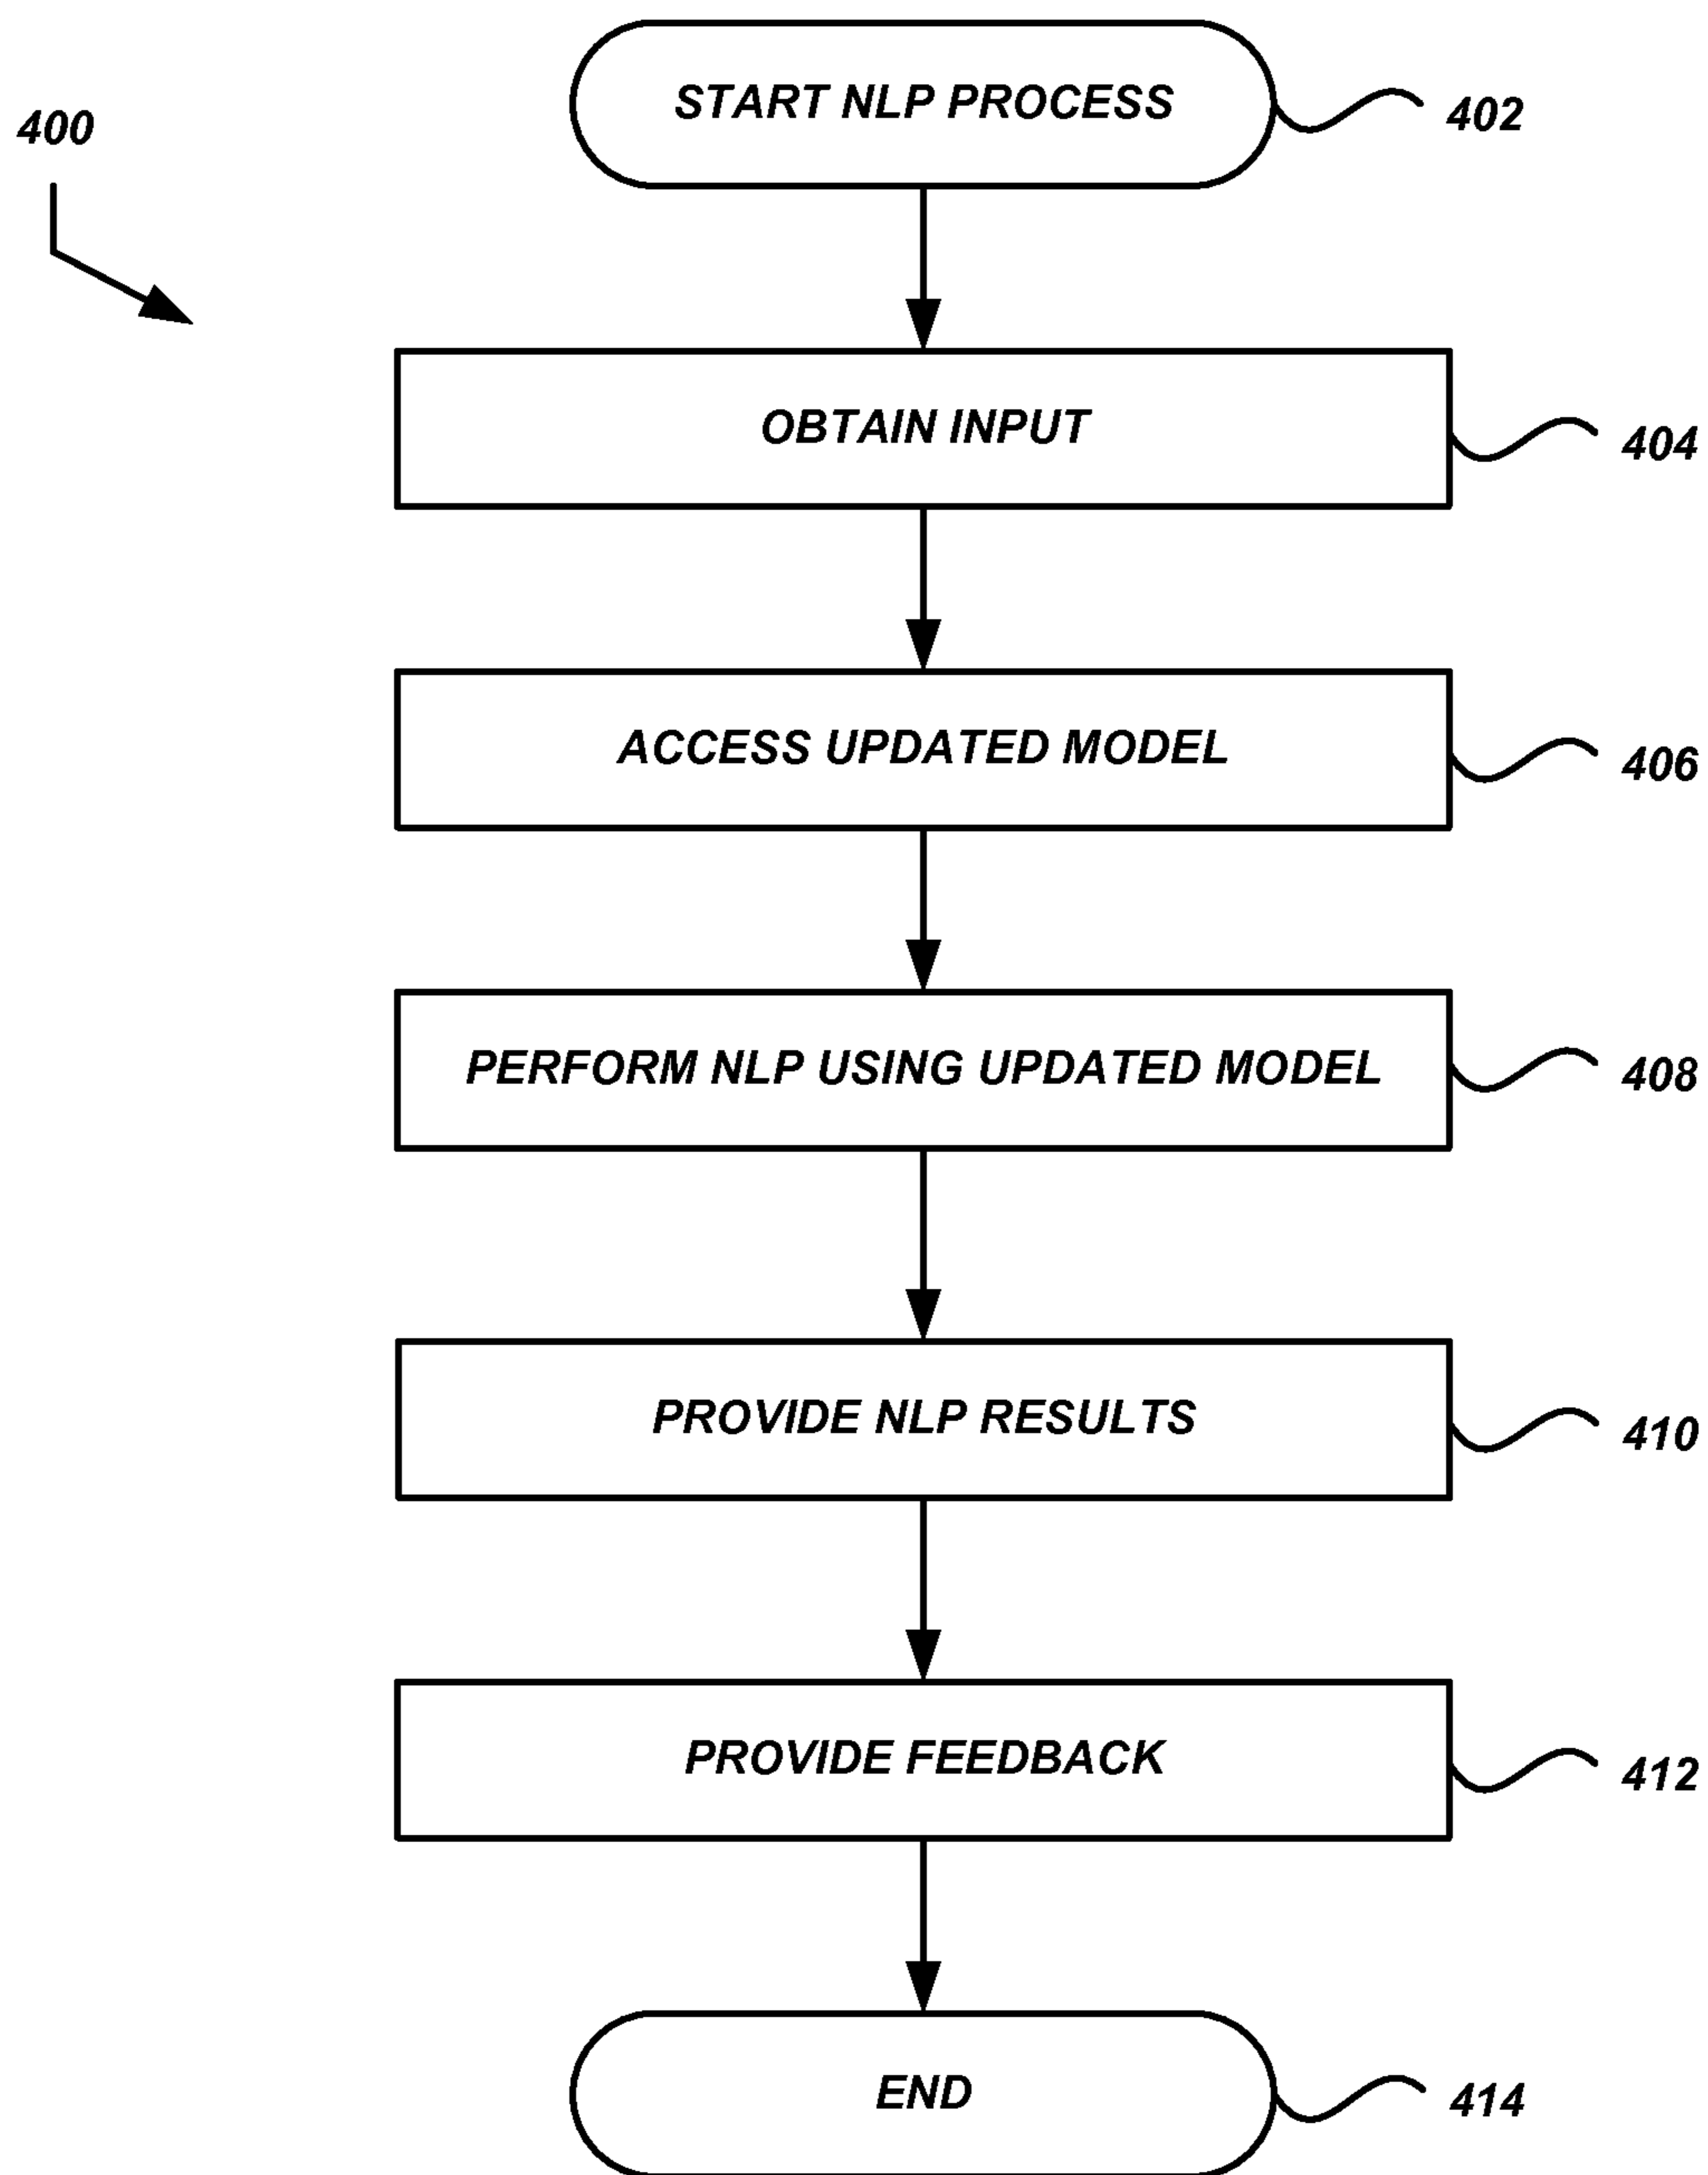 START NLP PROCESS
402
400
OBTAIN INPUT
404
ACCESS UPDATED MODEL
406
PERFORM NLP USING UPDATED MODEL
408
PROVIDE NLP RESULTS
410
PROVIDE FEEDBACK
412
END
414